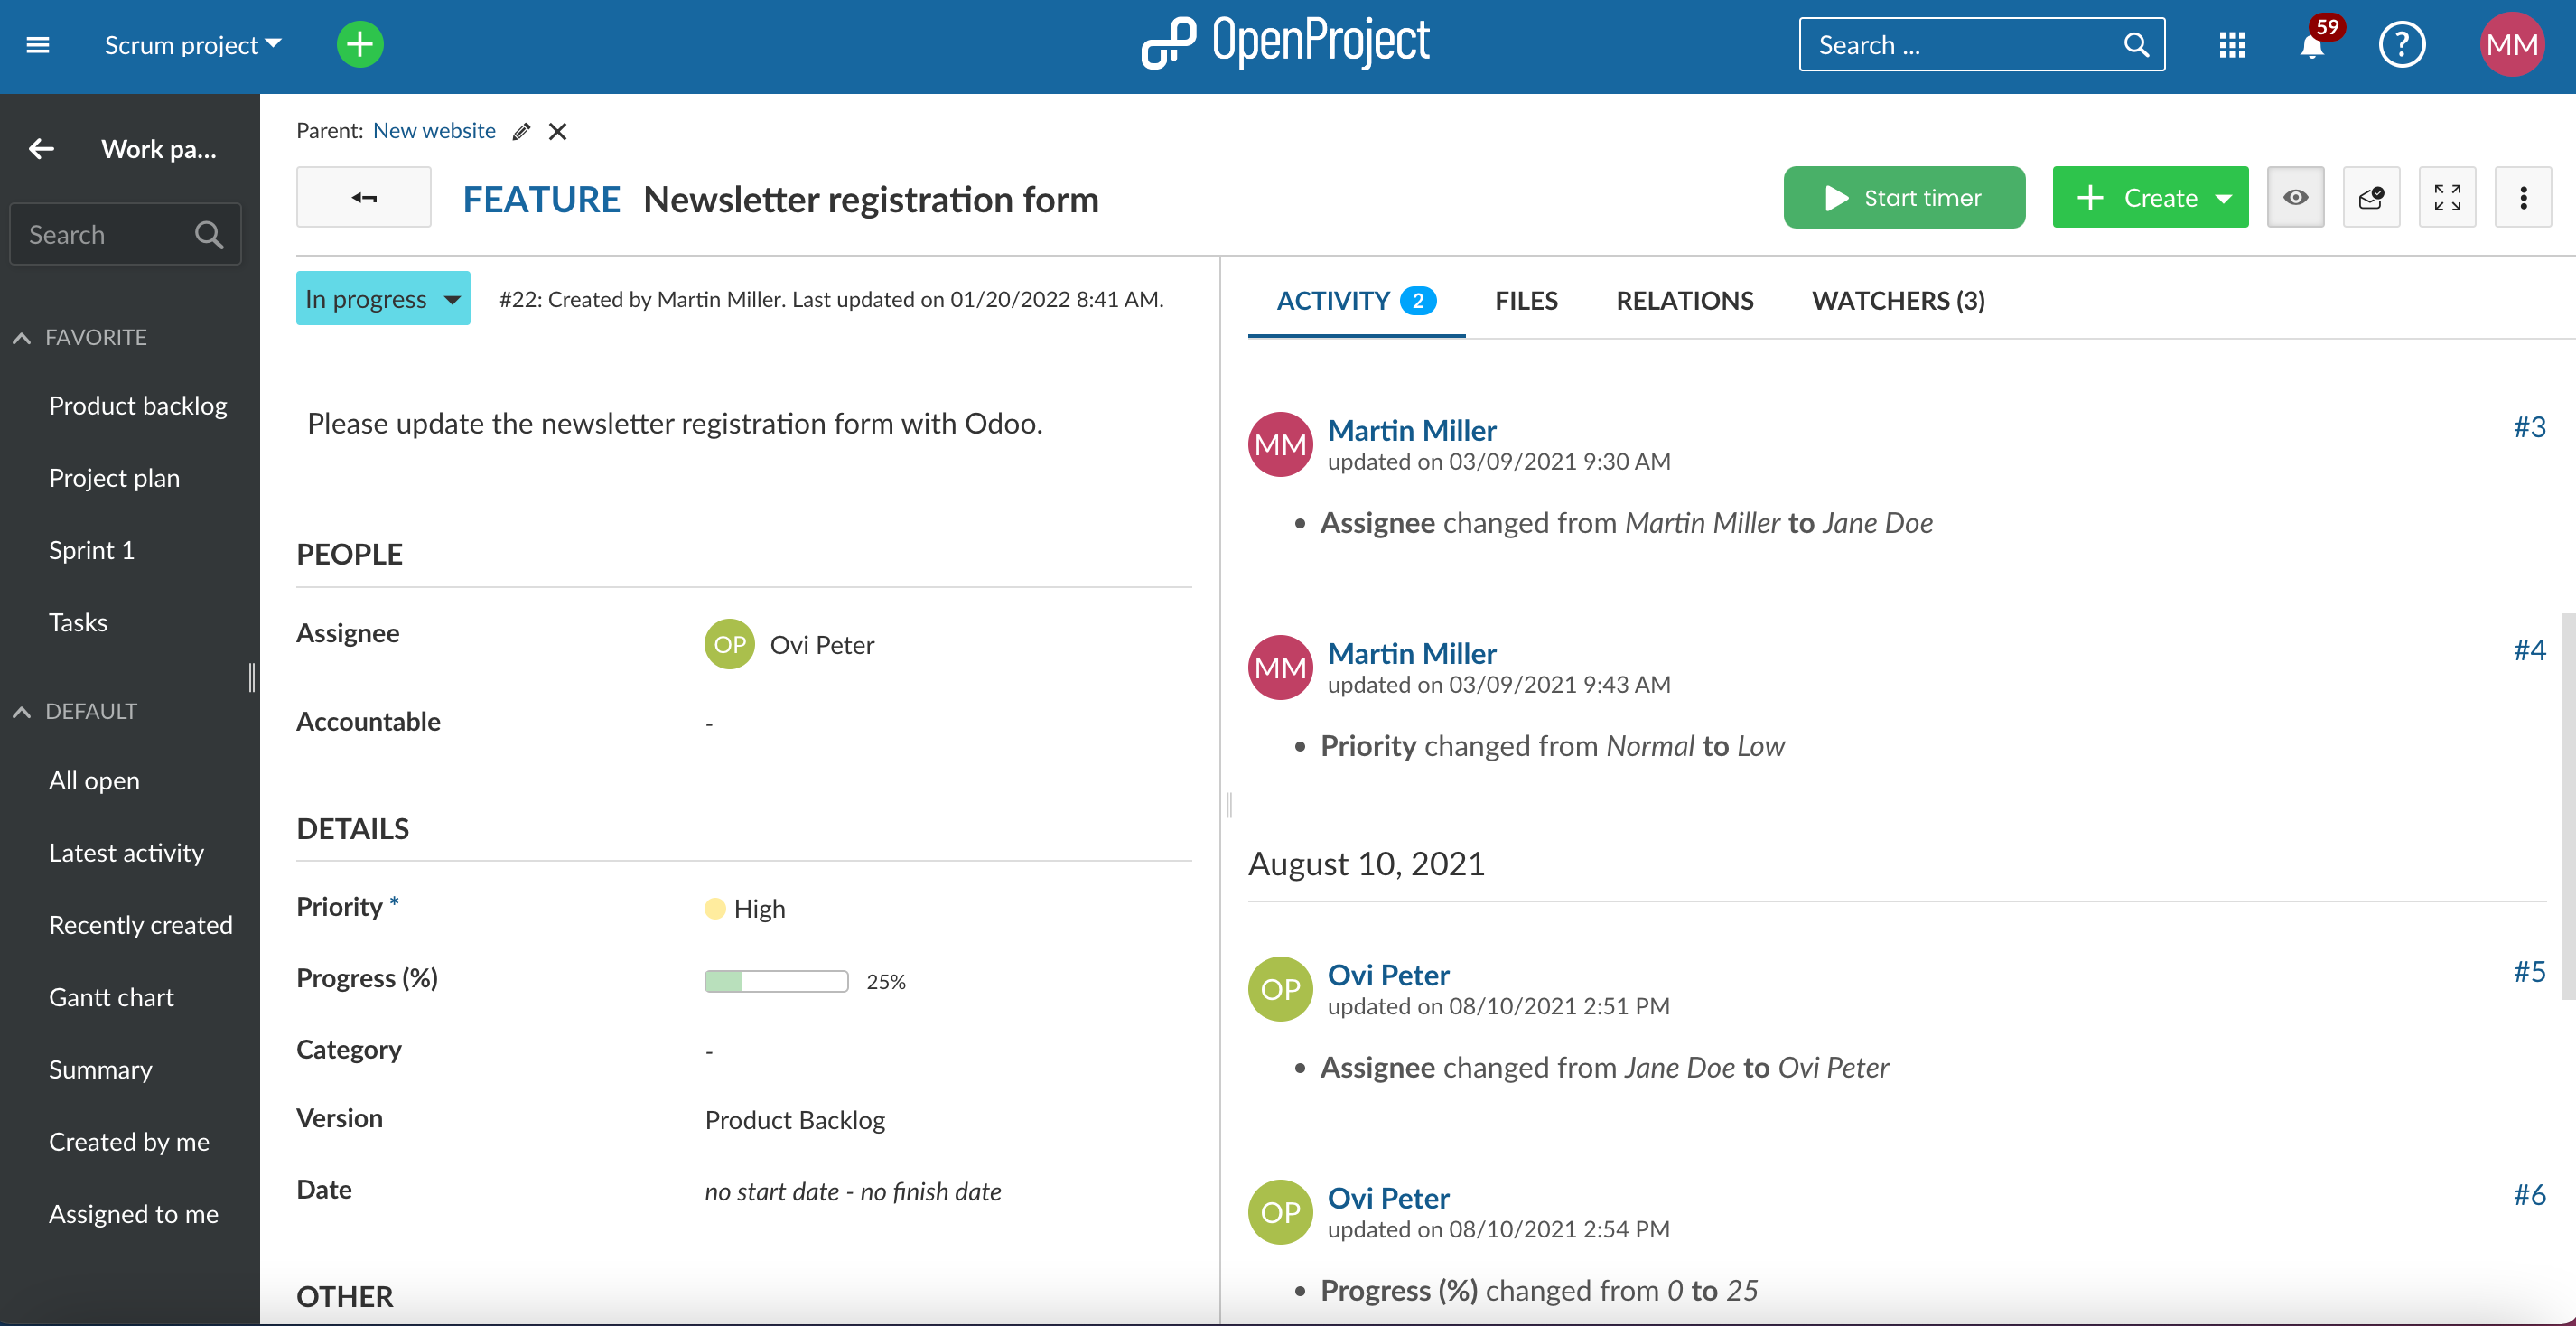 Scrum project
OpenProject
Search ...
59
?
MM
Work pa...
Search
FAVORITE
Product backlog
Project plan
Sprint 1
Tasks
DEFAULT
All open
Latest activity
Recently created
Gantt chart
Summary
Created by me
Assigned to me
Parent: New website
FEATURE Newsletter registration form
Start timer
Create
In progress
#22: Created by Martin Miller. Last updated on 01/20/2022 8:41 AM.
Please update the newsletter registration form with Odoo.
PEOPLE
Assignee OP Ovi Peter
Accountable -
DETAILS
Priority * High
Progress (%) 25%
Category -
Version Product Backlog
Date no start date - no finish date
OTHER
ACTIVITY 2 FILES RELATIONS WATCHERS (3)
MM Martin Miller #3
updated on 03/09/2021 9:30 AM
• Assignee changed from Martin Miller to Jane Doe
MM Martin Miller #4
updated on 03/09/2021 9:43 AM
• Priority changed from Normal to Low
August 10, 2021
OP Ovi Peter #5
updated on 08/10/2021 2:51 PM
• Assignee changed from Jane Doe to Ovi Peter
OP Ovi Peter #6
updated on 08/10/2021 2:54 PM
• Progress (%) changed from 0 to 25